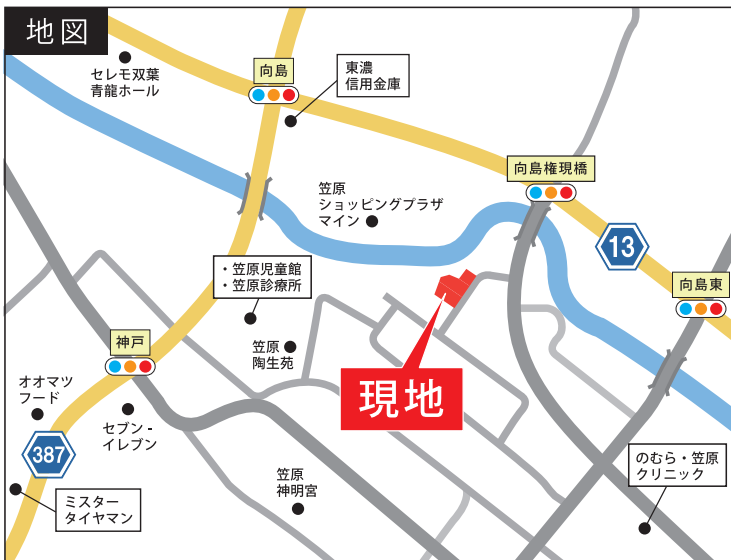 地図
セレモ双葉
青龍ホール
向島
東濃
信用金庫
向島権現橋
笠原
ショッピングプラザ
マイン
13
・笠原児童館
・笠原診療所
向島東
神戸
笠原
陶生苑
オオマツ
フード
現地
セブン-
イレブン
387
のむら・笠原
クリニック
笠原
神明宮
ミスター
タイヤマン